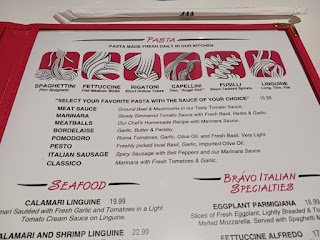 PASTA
PASTA MADE FRESH DAILY IN OUR KITCHEN.
SPAGHETTINI FETTUCCINE RIGATONI CAPELLINI FUSILLI LINGUINE
Thin Spaghetti Flat Medium Width Short Hollow Tubes Thin, "Angel Hair" Short Twisted Spirals Long, Thin, Flat
"SELECT YOUR FAVORITE PASTA WITH THE SAUCE OF YOUR CHOICE" 15.99
MEAT SAUCE Ground Beef & Mushrooms in our Tasty Tomato Sauce.
MARINARA Slowly Simmered Tomato Sauce with Fresh Basil, Herbs & Garlic.
MEATBALLS Our Chef's Homemade Recipe with Marinara Sauce.
BORDELAISE Garlic, Butter & Parsley.
POMODORO Roma Tomatoes, Garlic, Olive Oil, and Fresh Basil, Very Light.
PESTO Freshly picked local Basil, Garlic, Imported Olive Oil.
ITALIAN SAUSAGE Spicy Sausage with Bell Peppers and our Marinara Sauce.
CLASSICO Marinara with Fresh Tomatoes & Garlic.
SEAFOOD
CALAMARI LINGUINE 19.99
mari Sautéed with Fresh Garlic and Tomatoes in a Light
Tomato Cream Sauce on Linguine.
AMARI AND SHRIMP LINGUINE 22.99
BRAVO ITALIAN
SPECIALTIES
EGGPLANT PARMIGIANA 19
Slices of Fresh Eggplant, Lightly Breaded & To
Melted Mozzarella. Served with Spaghettini
FETTUCCINE ALFREDO